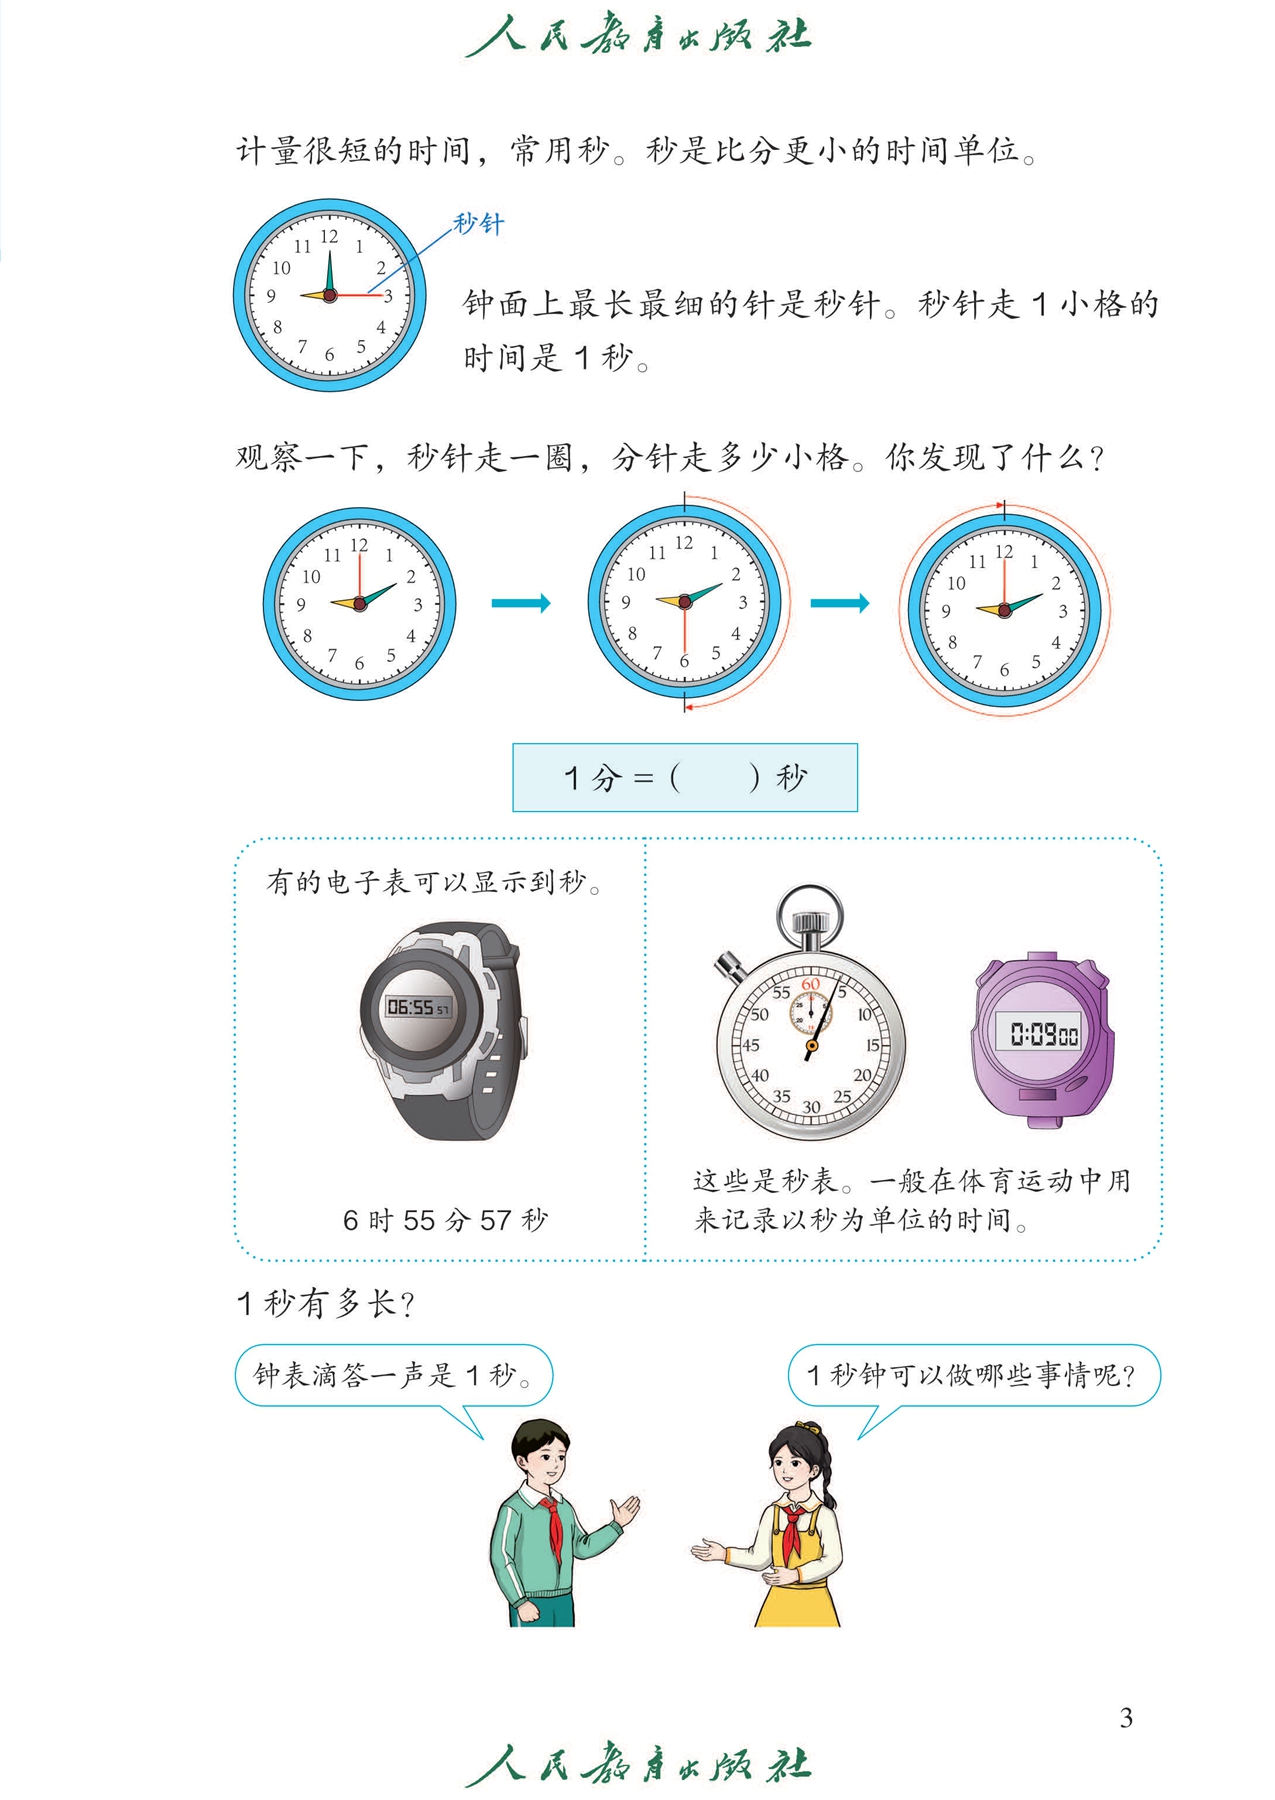 人民教育出版社
计量很短的时间，常用秒。秒是比分更小的时间单位。
秒针
12
11 1
10 2
9 3
8 4
7 5
6
钟面上最长最细的针是秒针。秒针走 1 小格的
时间是 1 秒。
观察一下，秒针走一圈，分针走多少小格。你发现了什么？
12
11 1
10 2
9 3
8 4
7 5
6
12
11 1
10 2
9 3
8 4
7 5
6
12
11 1
10 2
9 3
8 4
7 5
6
1 分 =（　　）秒
有的电子表可以显示到秒。
06:55 57
6 时 55 分 57 秒
60
55 5
50 10
45 15
40 20
35 25
30
0:0900
这些是秒表。一般在体育运动中用
来记录以秒为单位的时间。
1 秒有多长？
钟表滴答一声是 1 秒。
1 秒钟可以做哪些事情呢？
3
人民教育出版社